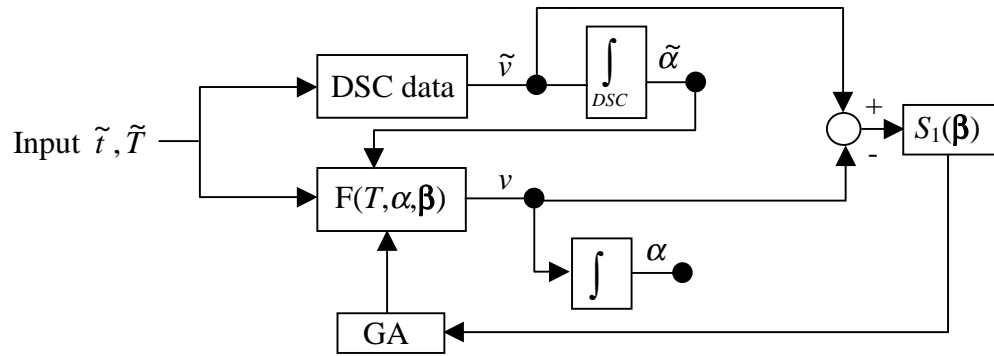 ṽ
∫
DSC
α̃
DSC data
+
-
S₁(β)
Input t̃ , T̃
F(T,α,β)
v
∫
α
GA